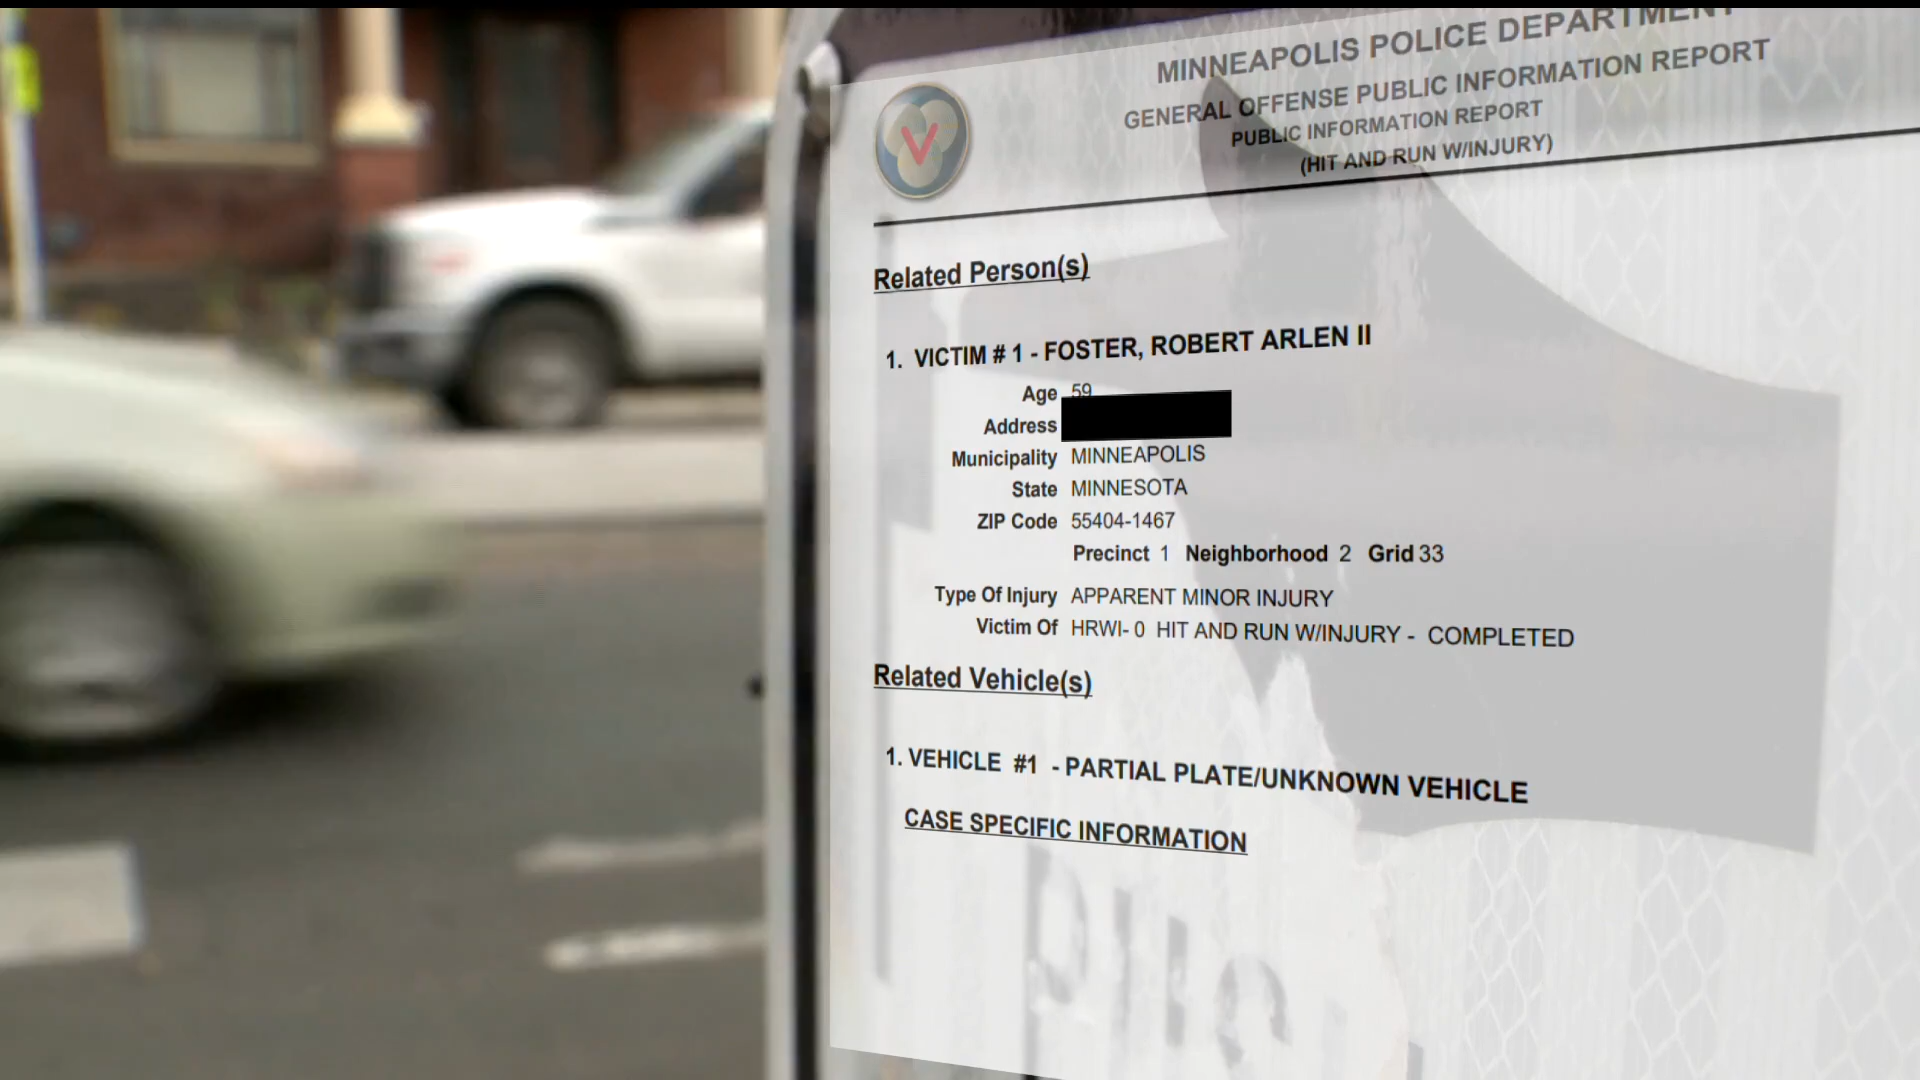 MINNEAPOLIS POLICE DEPARTMENT
GENERAL OFFENSE PUBLIC INFORMATION REPORT
PUBLIC INFORMATION REPORT
(HIT AND RUN W/INJURY)
V
Related Person(s)
1. VICTIM # 1 - FOSTER, ROBERT ARLEN II
Age 59
Address
Municipality MINNEAPOLIS
State MINNESOTA
ZIP Code 55404-1467
Precinct 1 Neighborhood 2 Grid 33
Type Of Injury APPARENT MINOR INJURY
Victim Of HRWI- 0 HIT AND RUN W/INJURY - COMPLETED
Related Vehicle(s)
1. VEHICLE #1 - PARTIAL PLATE/UNKNOWN VEHICLE
CASE SPECIFIC INFORMATION